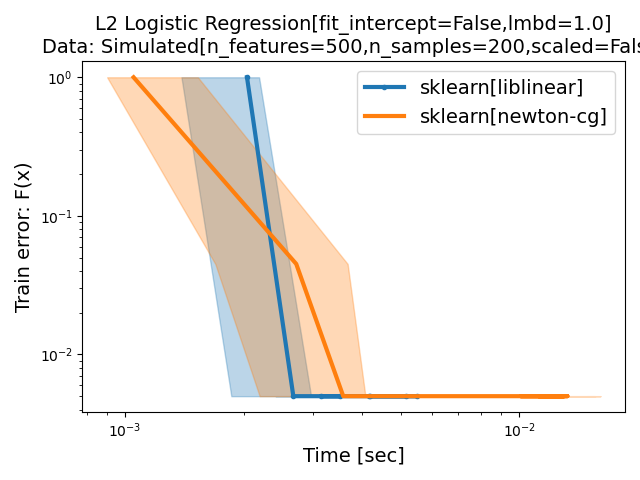 L2 Logistic Regression[fit_intercept=False,lmbd=1.0]
Data: Simulated[n_features=500,n_samples=200,scaled=Fals
sklearn[liblinear]
sklearn[newton-cg]
Train error: F(x)
10⁰
10⁻¹
10⁻²
10⁻³
10⁻²
Time [sec]